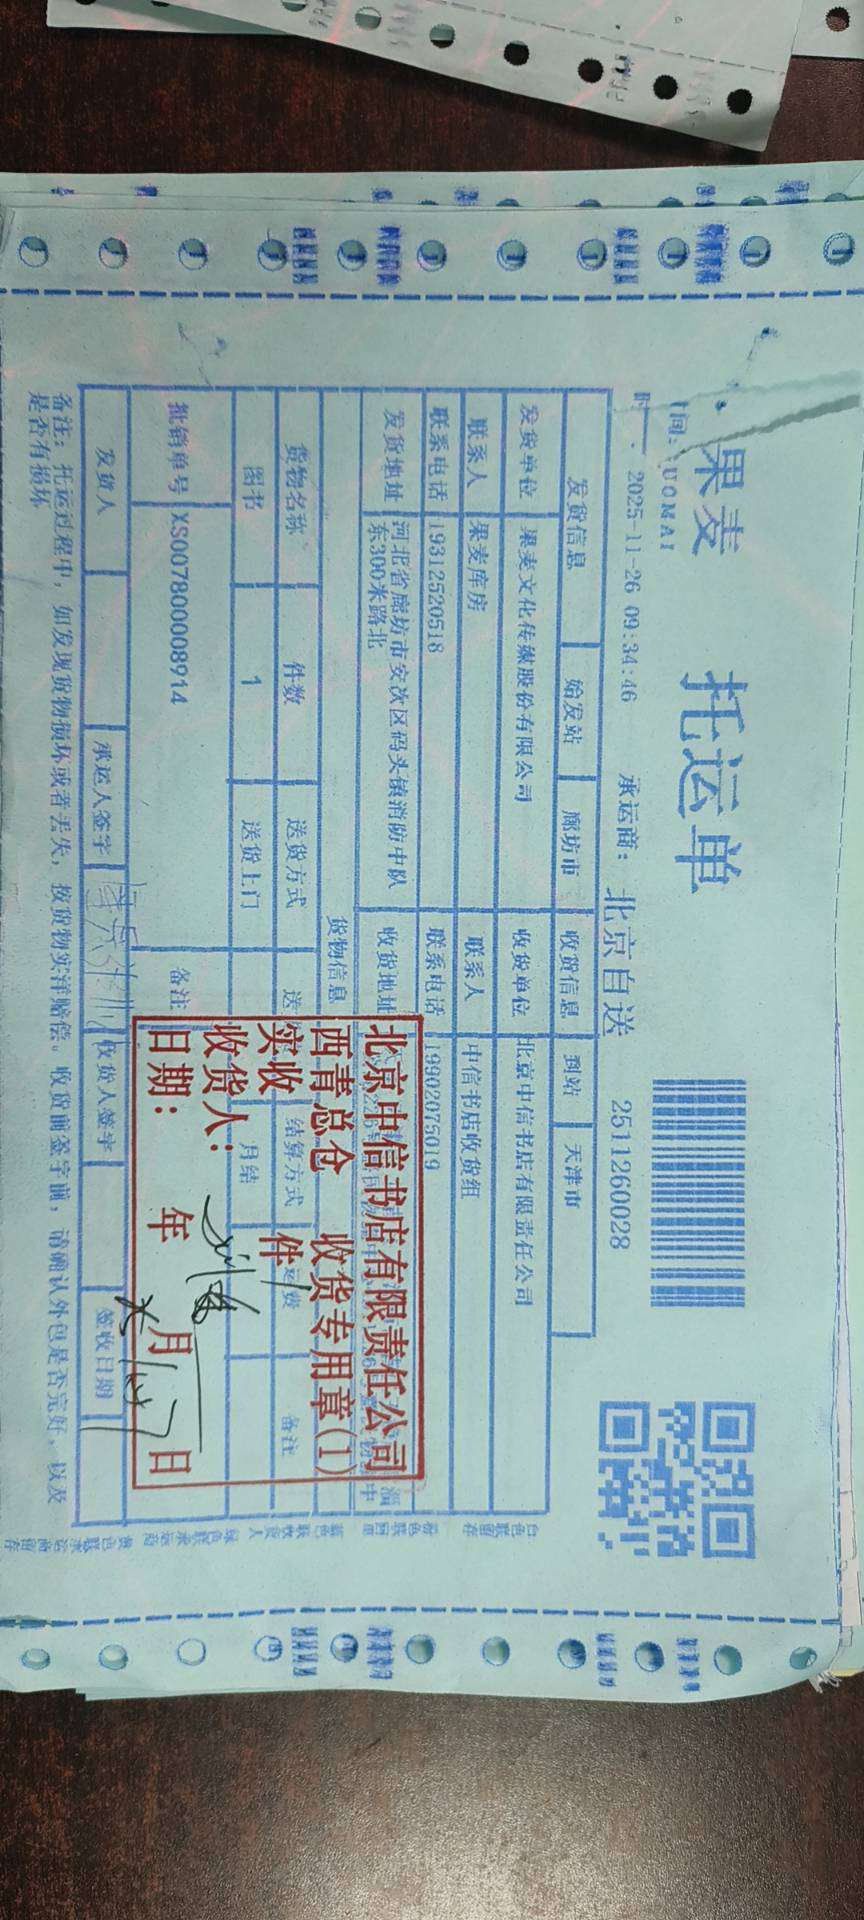 果麦 托运单
GUOMAI
时间：2025-11-26 09:34:46 承运商：北京自送 2511260028
发货信息 始发站 廊坊市 收货信息 到站 天津市
发货单位 果麦文化传媒股份有限公司 收货单位 北京中信书店有限责任公司
联系人 果麦库房 联系人 中信书店收货组
联系电话 19312520518 联系电话 19902075019
发货地址 河北省廊坊市安次区码头镇消防中队
东300米路北 收货地址
货物信息
货物名称 件数 送货方式 结算方式 备注
图书 1 送货上门 月结
批销单号 XS007800008914 备注
发货人 承运人签字 收货人签字 签收日期
备注：托运过程中，如发现货物损坏或者丢失，按货物实洋赔偿。收货前签字前，请确认外包是否完好，以及
是否有损坏
北京中信书店有限责任公司
西青总仓 收货专用章(1)
实收 件
收货人：
日期： 年 月 日